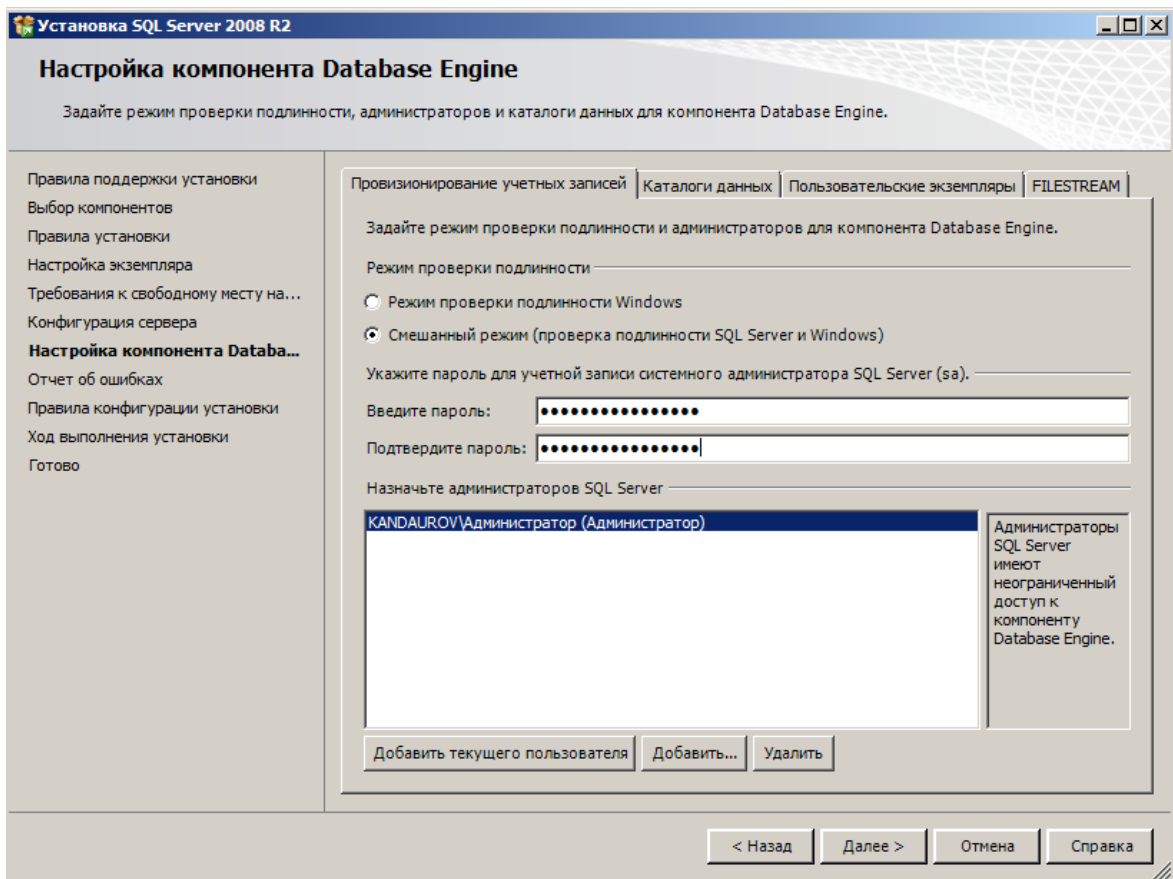 Установка SQL Server 2008 R2
Настройка компонента Database Engine
Задайте режим проверки подлинности, администраторов и каталоги данных для компонента Database Engine.
Правила поддержки установки
Выбор компонентов
Правила установки
Настройка экземпляра
Требования к свободному месту на...
Конфигурация сервера
Настройка компонента Databa...
Отчет об ошибках
Правила конфигурации установки
Ход выполнения установки
Готово
Провизионирование учетных записей
Каталоги данных
Пользовательские экземпляры
FILESTREAM
Задайте режим проверки подлинности и администраторов для компонента Database Engine.
Режим проверки подлинности
Режим проверки подлинности Windows
Смешанный режим (проверка подлинности SQL Server и Windows)
Укажите пароль для учетной записи системного администратора SQL Server (sa).
Введите пароль: ●●●●●●●●●●●●●●●●
Подтвердите пароль: ●●●●●●●●●●●●●●●●
Назначьте администраторов SQL Server
KANDAUROV\Администратор (Администратор)
Администраторы
SQL Server
имеют
неограниченный
доступ к
компоненту
Database Engine.
Добавить текущего пользователя
Добавить...
Удалить
< Назад
Далее >
Отмена
Справка